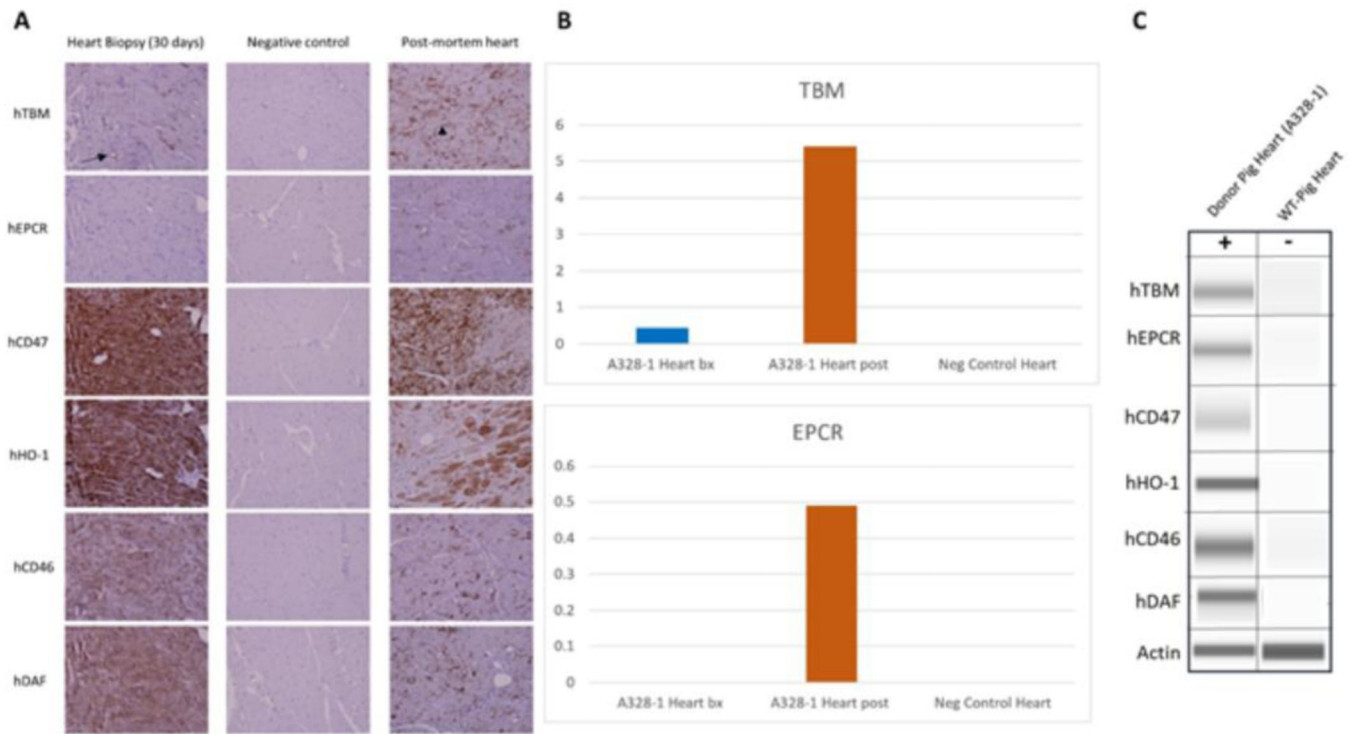 A
Heart Biopsy (30 days) Negative control Post-mortem heart
hTBM
hEPCR
hCD47
hHO-1
hCD46
hDAF
B
TBM
6
5
4
3
2
1
0
A328-1 Heart bx A328-1 Heart post Neg Control Heart
EPCR
0.6
0.5
0.4
0.3
0.2
0.1
0
A328-1 Heart bx A328-1 Heart post Neg Control Heart
C
Donor Pig Heart (A328-1)
WT-Pig Heart
+ -
hTBM
hEPCR
hCD47
hHO-1
hCD46
hDAF
Actin